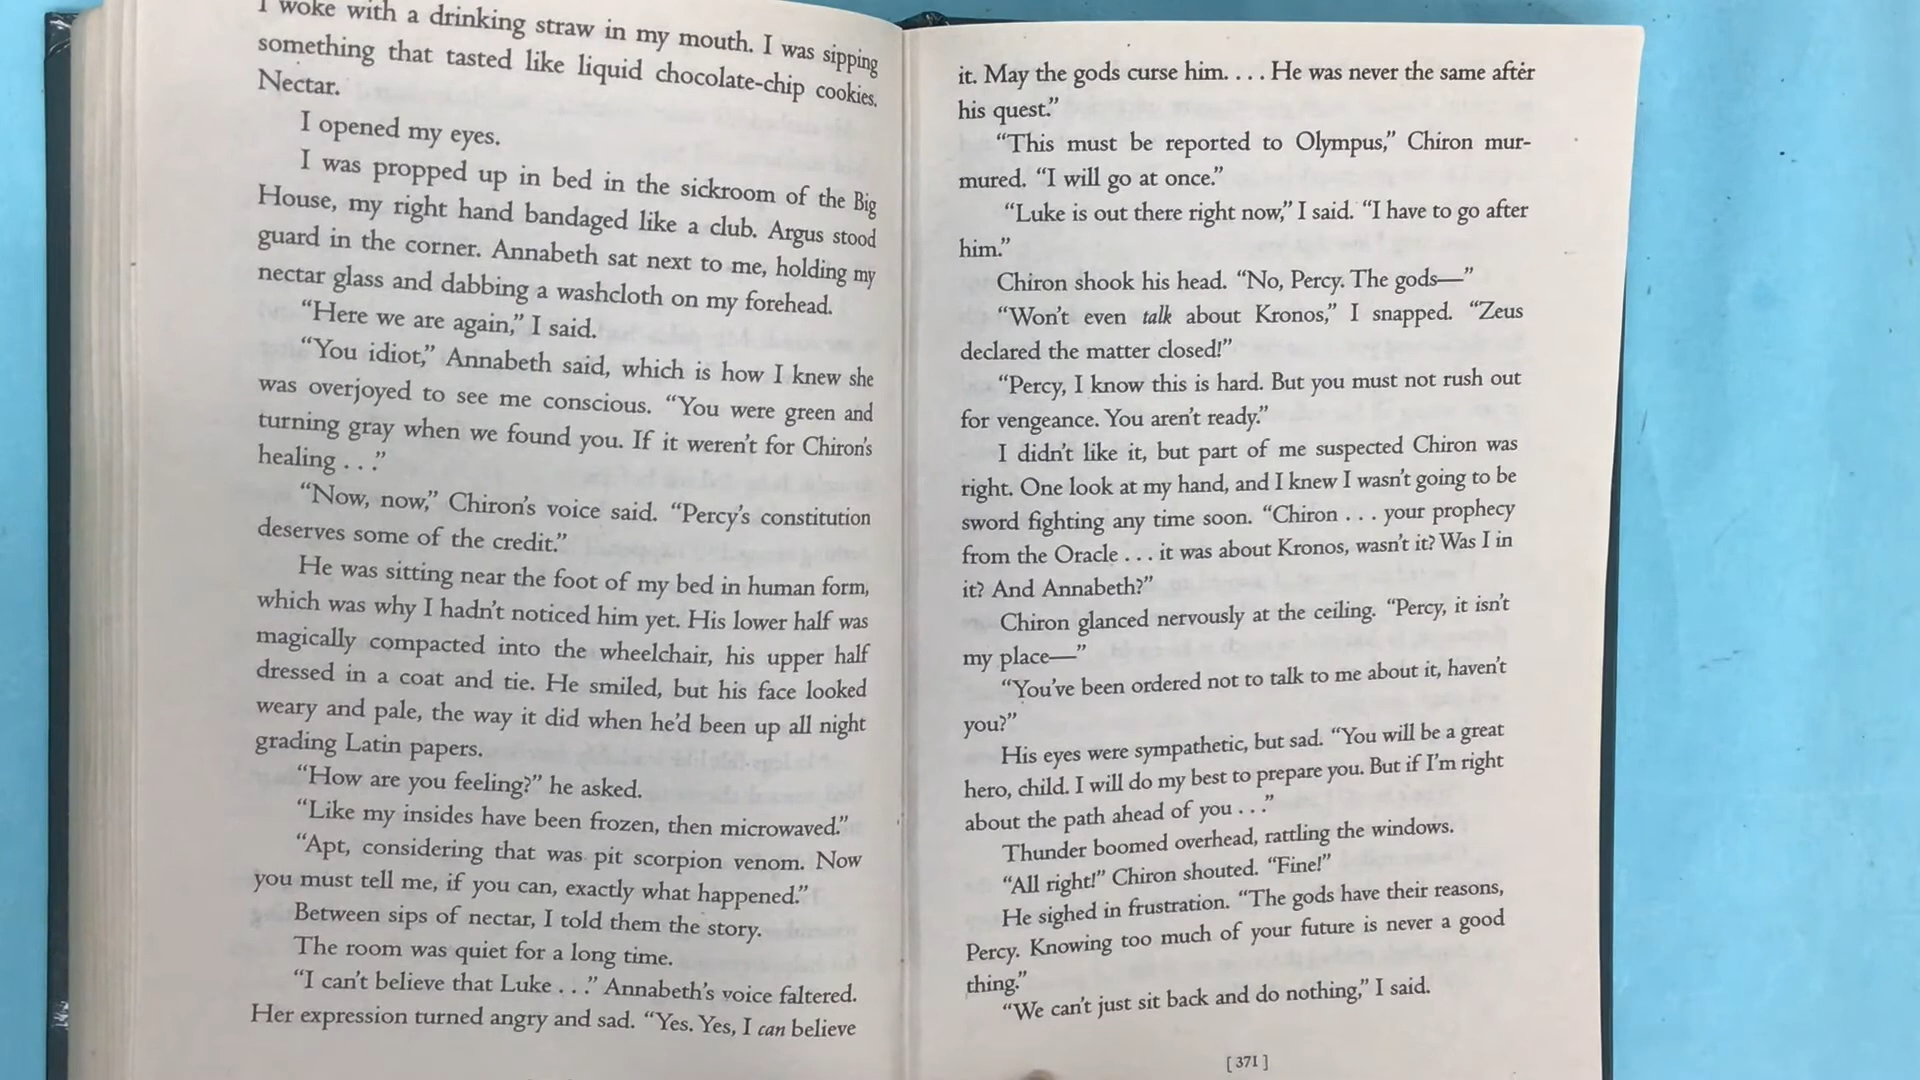 I woke with a drinking straw in my mouth. I was sipping
something that tasted like liquid chocolate-chip cookies.
Nectar.
I opened my eyes.
I was propped up in bed in the sickroom of the Big
House, my right hand bandaged like a club. Argus stood
guard in the corner. Annabeth sat next to me, holding my
nectar glass and dabbing a washcloth on my forehead.
“Here we are again,” I said.
“You idiot,” Annabeth said, which is how I knew she
was overjoyed to see me conscious. “You were green and
turning gray when we found you. If it weren’t for Chiron’s
healing . . .”
“Now, now,” Chiron’s voice said. “Percy’s constitution
deserves some of the credit.”
He was sitting near the foot of my bed in human form,
which was why I hadn’t noticed him yet. His lower half was
magically compacted into the wheelchair, his upper half
dressed in a coat and tie. He smiled, but his face looked
weary and pale, the way it did when he’d been up all night
grading Latin papers.
“How are you feeling?” he asked.
“Like my insides have been frozen, then microwaved.”
“Apt, considering that was pit scorpion venom. Now
you must tell me, if you can, exactly what happened.”
Between sips of nectar, I told them the story.
The room was quiet for a long time.
“I can’t believe that Luke . . .” Annabeth’s voice faltered.
Her expression turned angry and sad. “Yes. Yes, I can believe
it. May the gods curse him. . . . He was never the same after
his quest.”
“This must be reported to Olympus,” Chiron mur-
mured. “I will go at once.”
“Luke is out there right now,” I said. “I have to go after
him.”
Chiron shook his head. “No, Percy. The gods—”
“Won’t even talk about Kronos,” I snapped. “Zeus
declared the matter closed!”
“Percy, I know this is hard. But you must not rush out
for vengeance. You aren’t ready.”
I didn’t like it, but part of me suspected Chiron was
right. One look at my hand, and I knew I wasn’t going to be
sword fighting any time soon. “Chiron . . . your prophecy
from the Oracle . . . it was about Kronos, wasn’t it? Was I in
it? And Annabeth?”
Chiron glanced nervously at the ceiling. “Percy, it isn’t
my place—”
“You’ve been ordered not to talk to me about it, haven’t
you?”
His eyes were sympathetic, but sad. “You will be a great
hero, child. I will do my best to prepare you. But if I’m right
about the path ahead of you . . .”
Thunder boomed overhead, rattling the windows.
“All right!” Chiron shouted. “Fine!”
He sighed in frustration. “The gods have their reasons,
Percy. Knowing too much of your future is never a good
thing.”
“We can’t just sit back and do nothing,” I said.
[ 371 ]